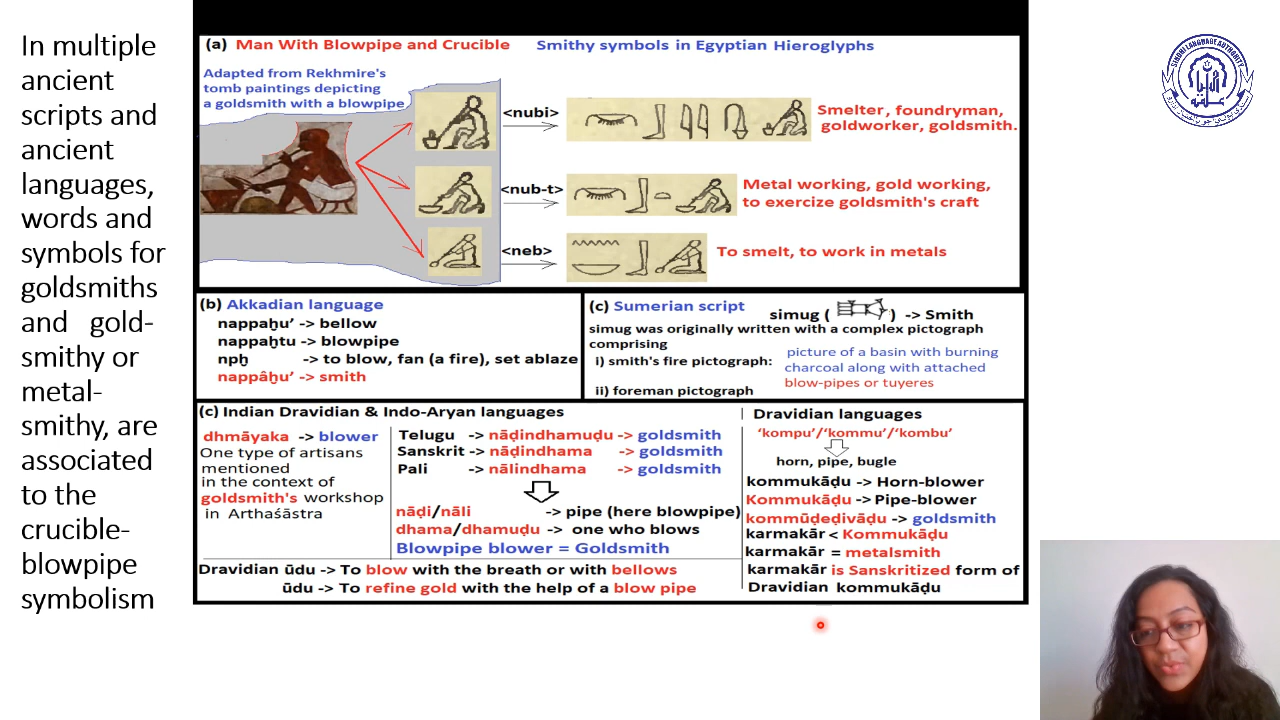 In multiple
ancient
scripts and
ancient
languages,
words and
symbols for
goldsmiths
and gold-
smithy or
metal-
smithy, are
associated
to the
crucible-
blowpipe
symbolism
(a) Man With Blowpipe and Crucible Smithy symbols in Egyptian Hieroglyphs
Adapted from Rekhmire's
tomb paintings depicting
a goldsmith with a blowpipe
<nubi>
Smelter, foundryman,
goldworker, goldsmith.
<nub-t>
Metal working, gold working,
to exercize goldsmith's craft
<neb>
To smelt, to work in metals
(b) Akkadian language
nappaḫu’ -> bellow
nappaḫtu -> blowpipe
npḫ -> to blow, fan (a fire), set ablaze
nappâḫu’ -> smith
(c) Sumerian script
simug ( ) -> Smith
simug was originally written with a complex pictograph
comprising
i) smith's fire pictograph: picture of a basin with burning
charcoal along with attached
blow-pipes or tuyeres
ii) foreman pictograph
(c) Indian Dravidian & Indo-Aryan languages
dhmāyaka -> blower
One type of artisans
mentioned
in the context of
goldsmith's workshop
in Arthaśāstra
Telugu -> nāḍindhamuḍu -> goldsmith
Sanskrit -> nāḍindhama -> goldsmith
Pali -> nālindhama -> goldsmith
nāḍi/nāli -> pipe (here blowpipe)
dhama/dhamuḍu -> one who blows
Blowpipe blower = Goldsmith
Dravidian ūdu -> To blow with the breath or with bellows
ūdu -> To refine gold with the help of a blow pipe
Dravidian languages
‘kompu’/‘kommu’/‘kombu’
horn, pipe, bugle
kommukāḍu -> Horn-blower
Kommukāḍu -> Pipe-blower
kommūḍeḍivāḍu -> goldsmith
karmakār < Kommukāḍu
karmakār = metalsmith
karmakār is Sanskritized form of
Dravidian kommukāḍu
SINDHI LANGUAGE AUTHORITY